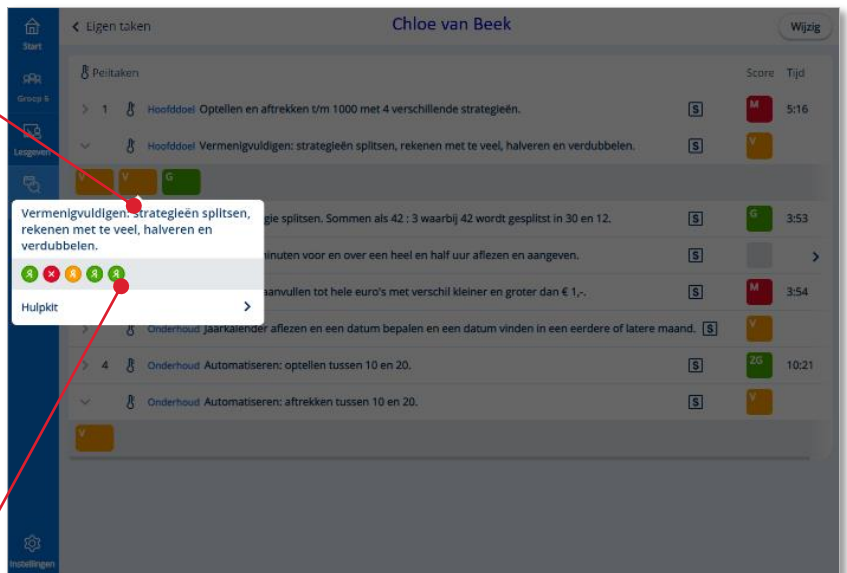 Start
Eigen taken
Chloe van Beek
Wijzig
Groep 6
Lesgeven
Instellingen
Peiltaken
Score Tijd
1 Hoofddoel Optellen en aftrekken t/m 1000 met 4 verschillende strategieën. S M 5:16
Hoofddoel Vermenigvuldigen: strategieën splitsen, rekenen met te veel, halveren en verdubbelen. S V
V V G
Vermenigvuldigen: strategieën splitsen,
rekenen met te veel, halveren en
verdubbelen.
Hulpkit
gie splitsen. Sommen als 42 : 3 waarbij 42 wordt gesplitst in 30 en 12. S G 3:53
minuten voor en over een heel en half uur aflezen en aangeven. S
aanvullen tot hele euro's met verschil kleiner en groter dan € 1,-. S M 3:54
Onderhoud Jaarkalender aflezen en een datum bepalen en een datum vinden in een eerdere of latere maand. S V
4 Onderhoud Automatiseren: optellen tussen 10 en 20. S ZG 10:21
Onderhoud Automatiseren: aftrekken tussen 10 en 20. S V
V